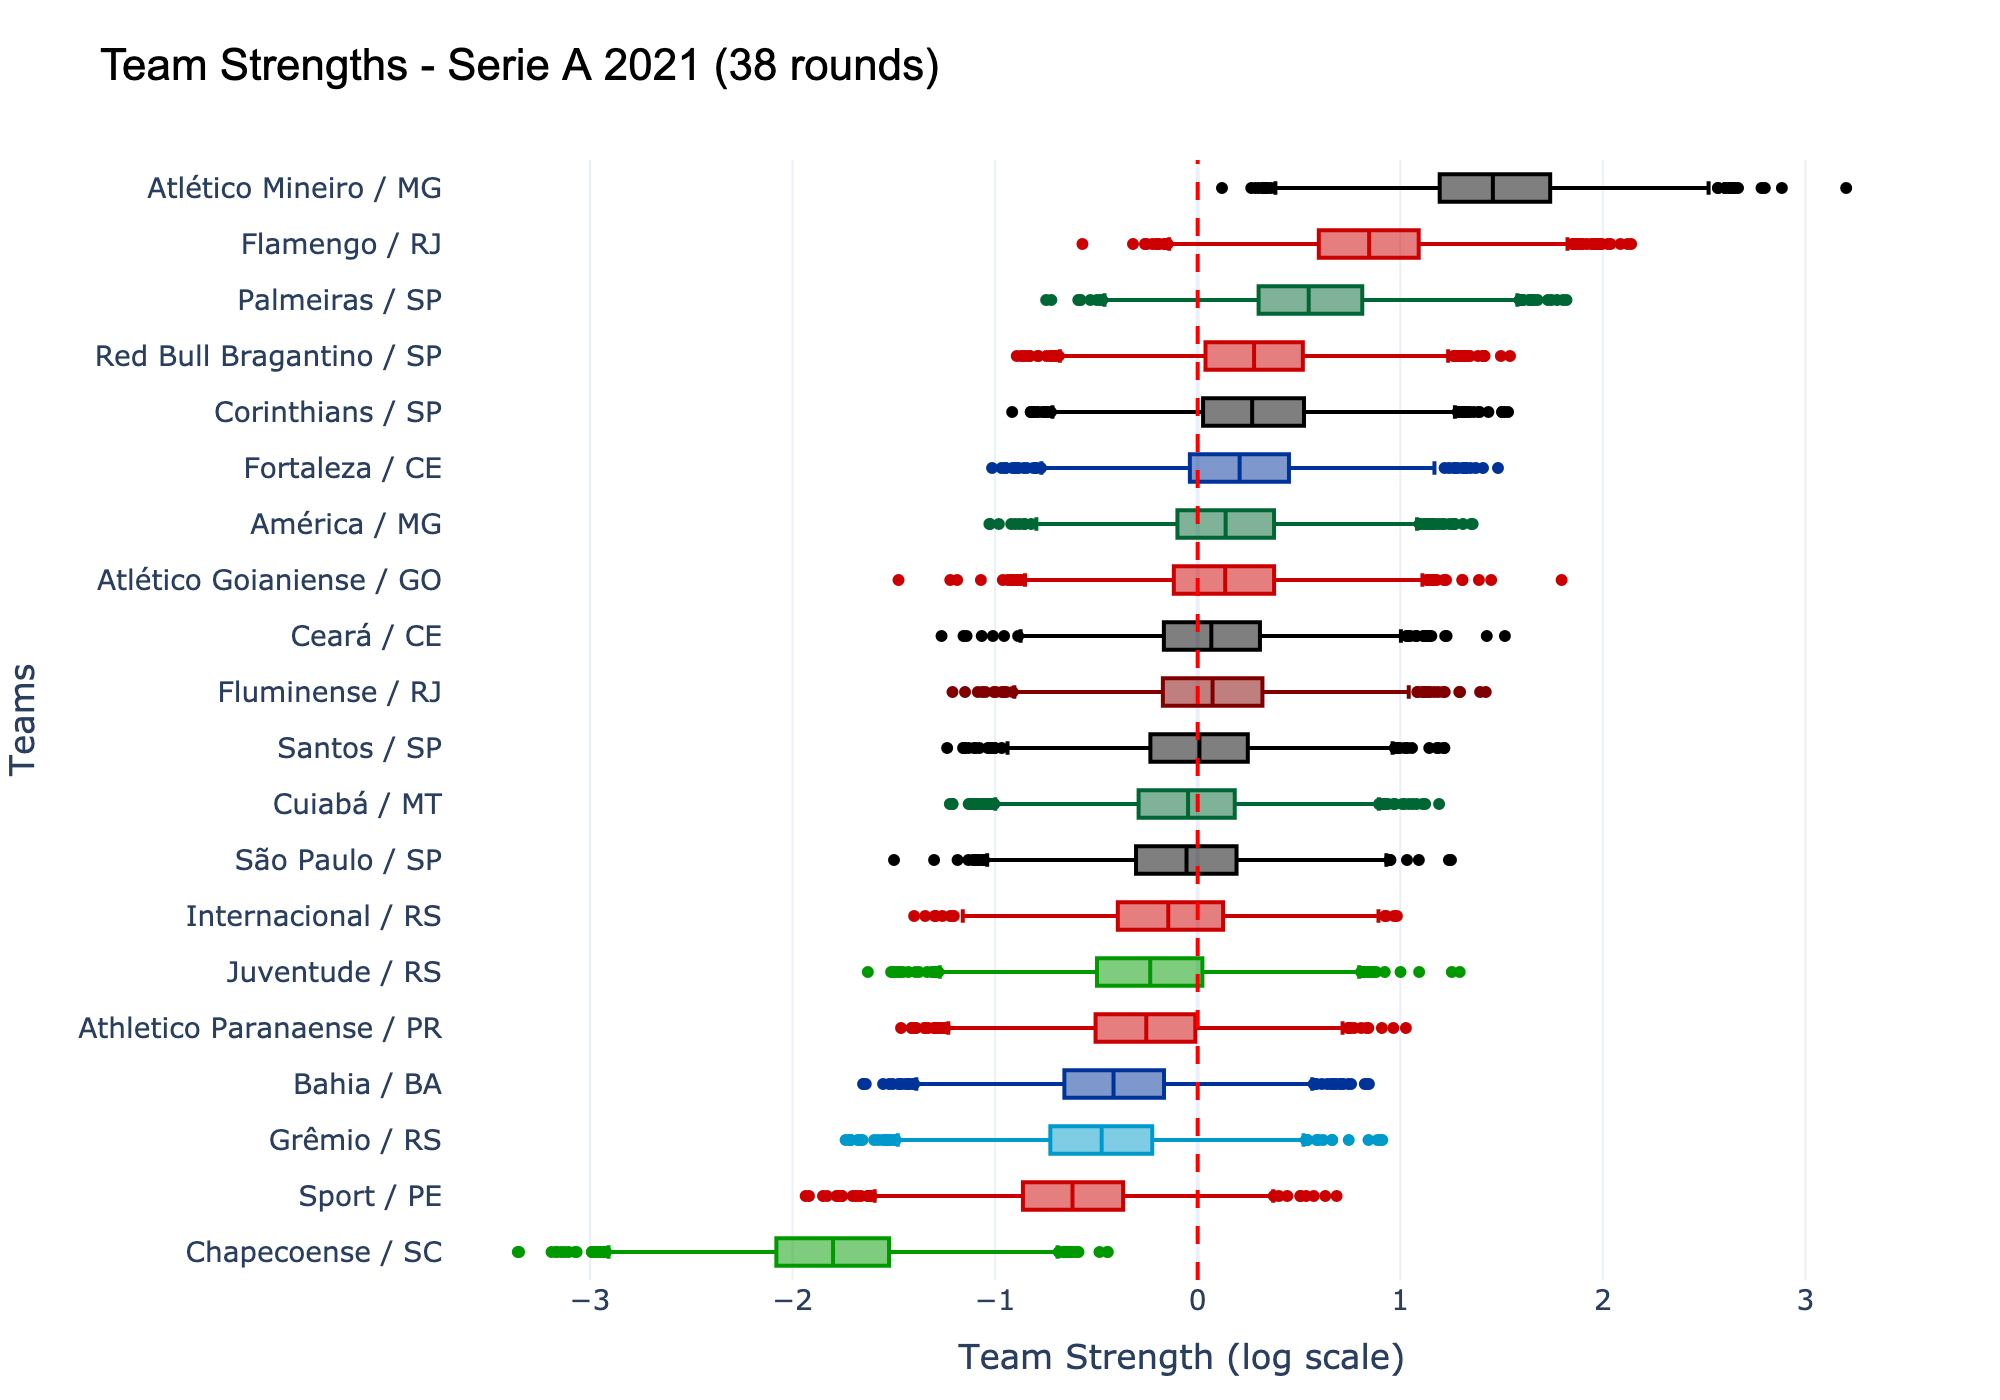 Team Strengths - Serie A 2021 (38 rounds)
Teams
Atlético Mineiro / MG
Flamengo / RJ
Palmeiras / SP
Red Bull Bragantino / SP
Corinthians / SP
Fortaleza / CE
América / MG
Atlético Goianiense / GO
Ceará / CE
Fluminense / RJ
Santos / SP
Cuiabá / MT
São Paulo / SP
Internacional / RS
Juventude / RS
Athletico Paranaense / PR
Bahia / BA
Grêmio / RS
Sport / PE
Chapecoense / SC
−3 −2 −1 0 1 2 3
Team Strength (log scale)